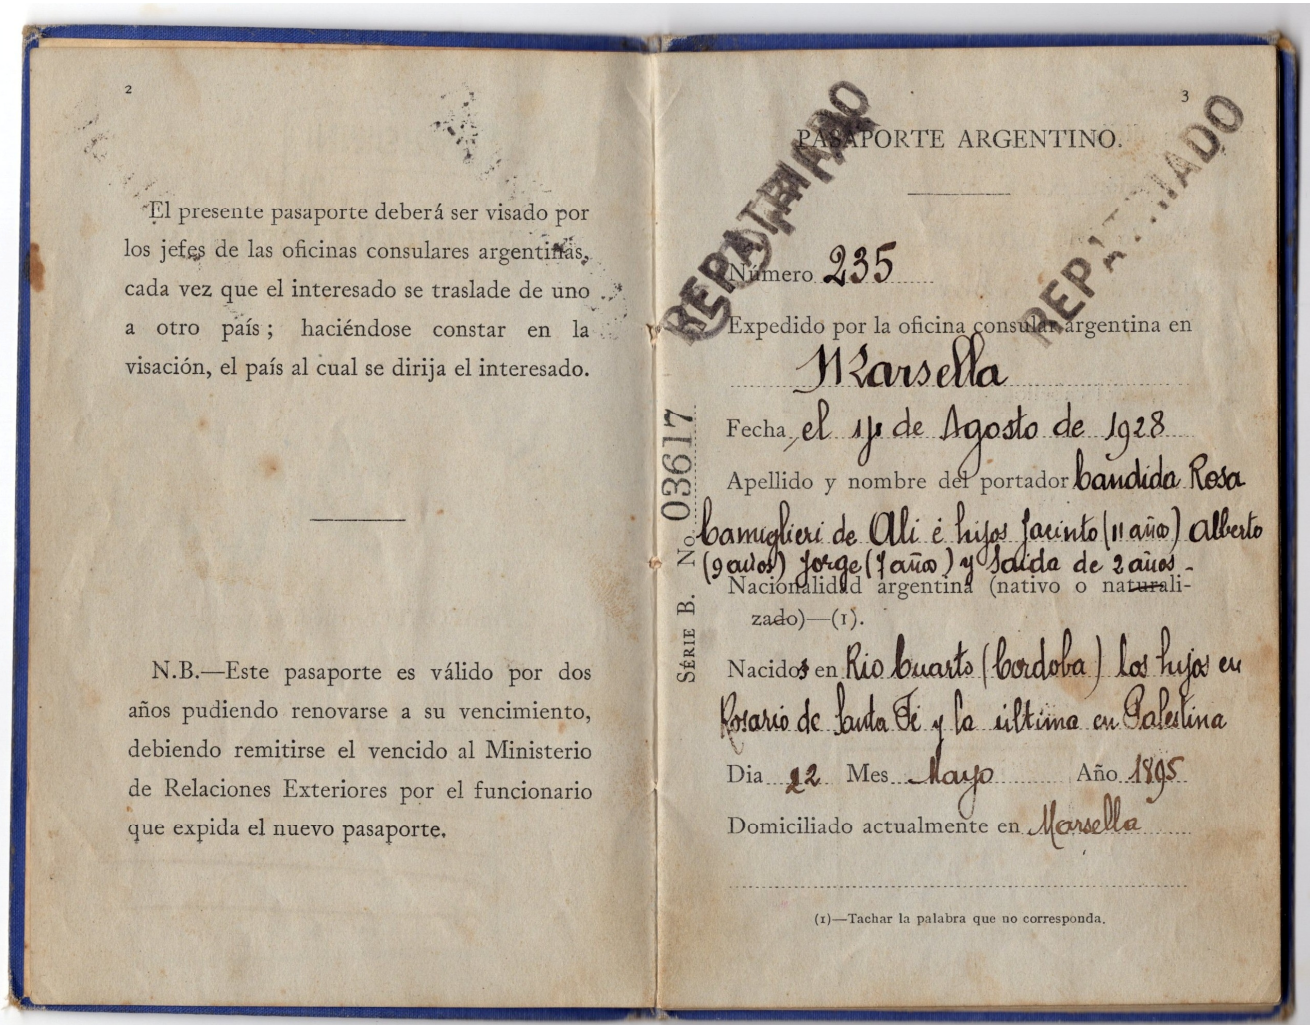 2
El presente pasaporte deberá ser visado por
los jefes de las oficinas consulares argentinas,
cada vez que el interesado se traslade de uno
a otro país ; haciéndose constar en la
visación, el país al cual se dirija el interesado.
N.B.—Este pasaporte es válido por dos
años pudiendo renovarse a su vencimiento,
debiendo remitirse el vencido al Ministerio
de Relaciones Exteriores por el funcionario
que expida el nuevo pasaporte.
3
PASAPORTE ARGENTINO.
REPATRIADO
REPATRIADO
Número 235
Expedido por la oficina consular argentina en
Marsella
Fecha, el de Agosto de 1928
Apellido y nombre del portador Candida Rosa
Camiglieri de Ali é hijos Jacinto (11 años) Alberto
(9 años) Jorge (7 años) y Saida de 2 años -
Nacionalidad argentina (nativo o naturali-
zado)—(1).
Nacidos en Rio Cuarto (Cordoba) los hijos en
Rosario de Santa Fé y la última en Palestina
Dia 22 Mes Mayo Año 1895
Domiciliado actualmente en Marsella
(1)—Tachar la palabra que no corresponda.
SÉRIE B. No. 03617